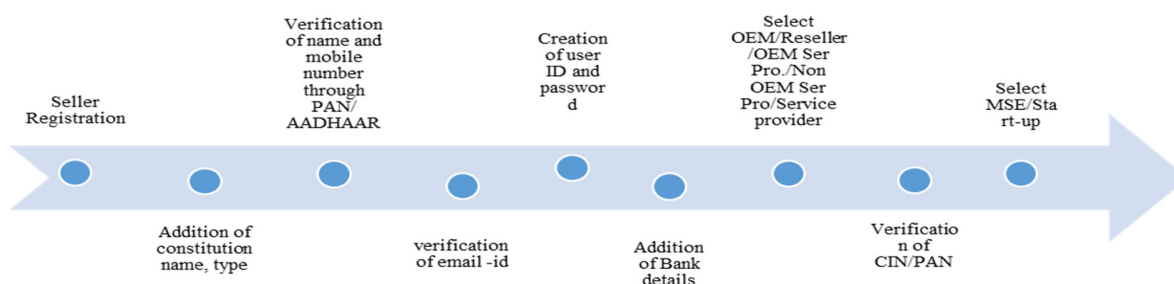 Seller
Registration
Addition of
constitution
name, type
Verification
of name and
mobile
number
through
PAN/
AADHAAR
verification
of email -id
Creation
of user
ID and
passwor
d
Addition
of Bank
details
Select
OEM/Reseller
/OEM Ser
Pro./Non
OEM Ser
Pro/Service
provider
Verificatio
n of
CIN/PAN
Select
MSE/Sta
rt-up